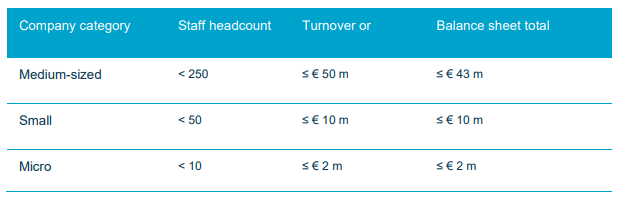 Company category Staff headcount Turnover or Balance sheet total
Medium-sized < 250 ≤ € 50 m ≤ € 43 m
Small < 50 ≤ € 10 m ≤ € 10 m
Micro < 10 ≤ € 2 m ≤ € 2 m